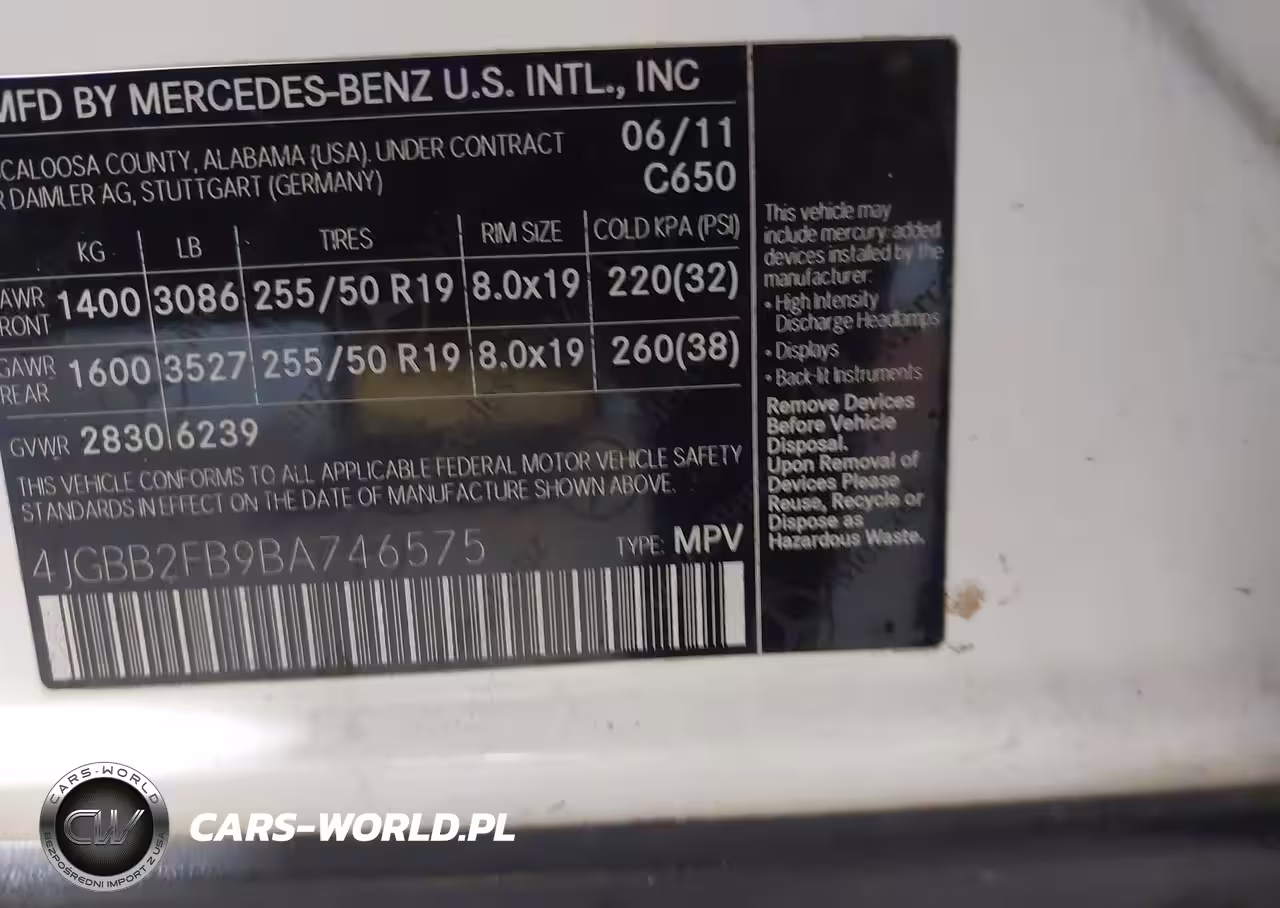 MFD BY MERCEDES-BENZ U.S. INTL., INC
CALOOSA COUNTY, ALABAMA (USA). UNDER CONTRACT
06/11
R DAIMLER AG, STUTTGART (GERMANY)
C650
KG LB TIRES RIM SIZE COLD KPA (PSI)
AWR
RONT
1400 3086 255/50 R19 8.0x19 220(32)
GAWR
REAR
1600 3527 255/50 R19 8.0x19 260(38)
GVWR 2830 6239
THIS VEHICLE CONFORMS TO ALL APPLICABLE FEDERAL MOTOR VEHICLE SAFETY
STANDARDS IN EFFECT ON THE DATE OF MANUFACTURE SHOWN ABOVE.
4JGBB2FB9BA746575 TYPE: MPV
This vehicle may
include mercury-added
devices installed by the
manufacturer:
• High Intensity
Discharge Headlamps
• Displays
• Back-lit Instruments
Remove Devices
Before Vehicle
Disposal.
Upon Removal of
Devices Please
Reuse, Recycle or
Dispose as
Hazardous Waste.
CARS-WORLD
CW
BEZPOŚREDNI IMPORT Z USA
CARS-WORLD.PL